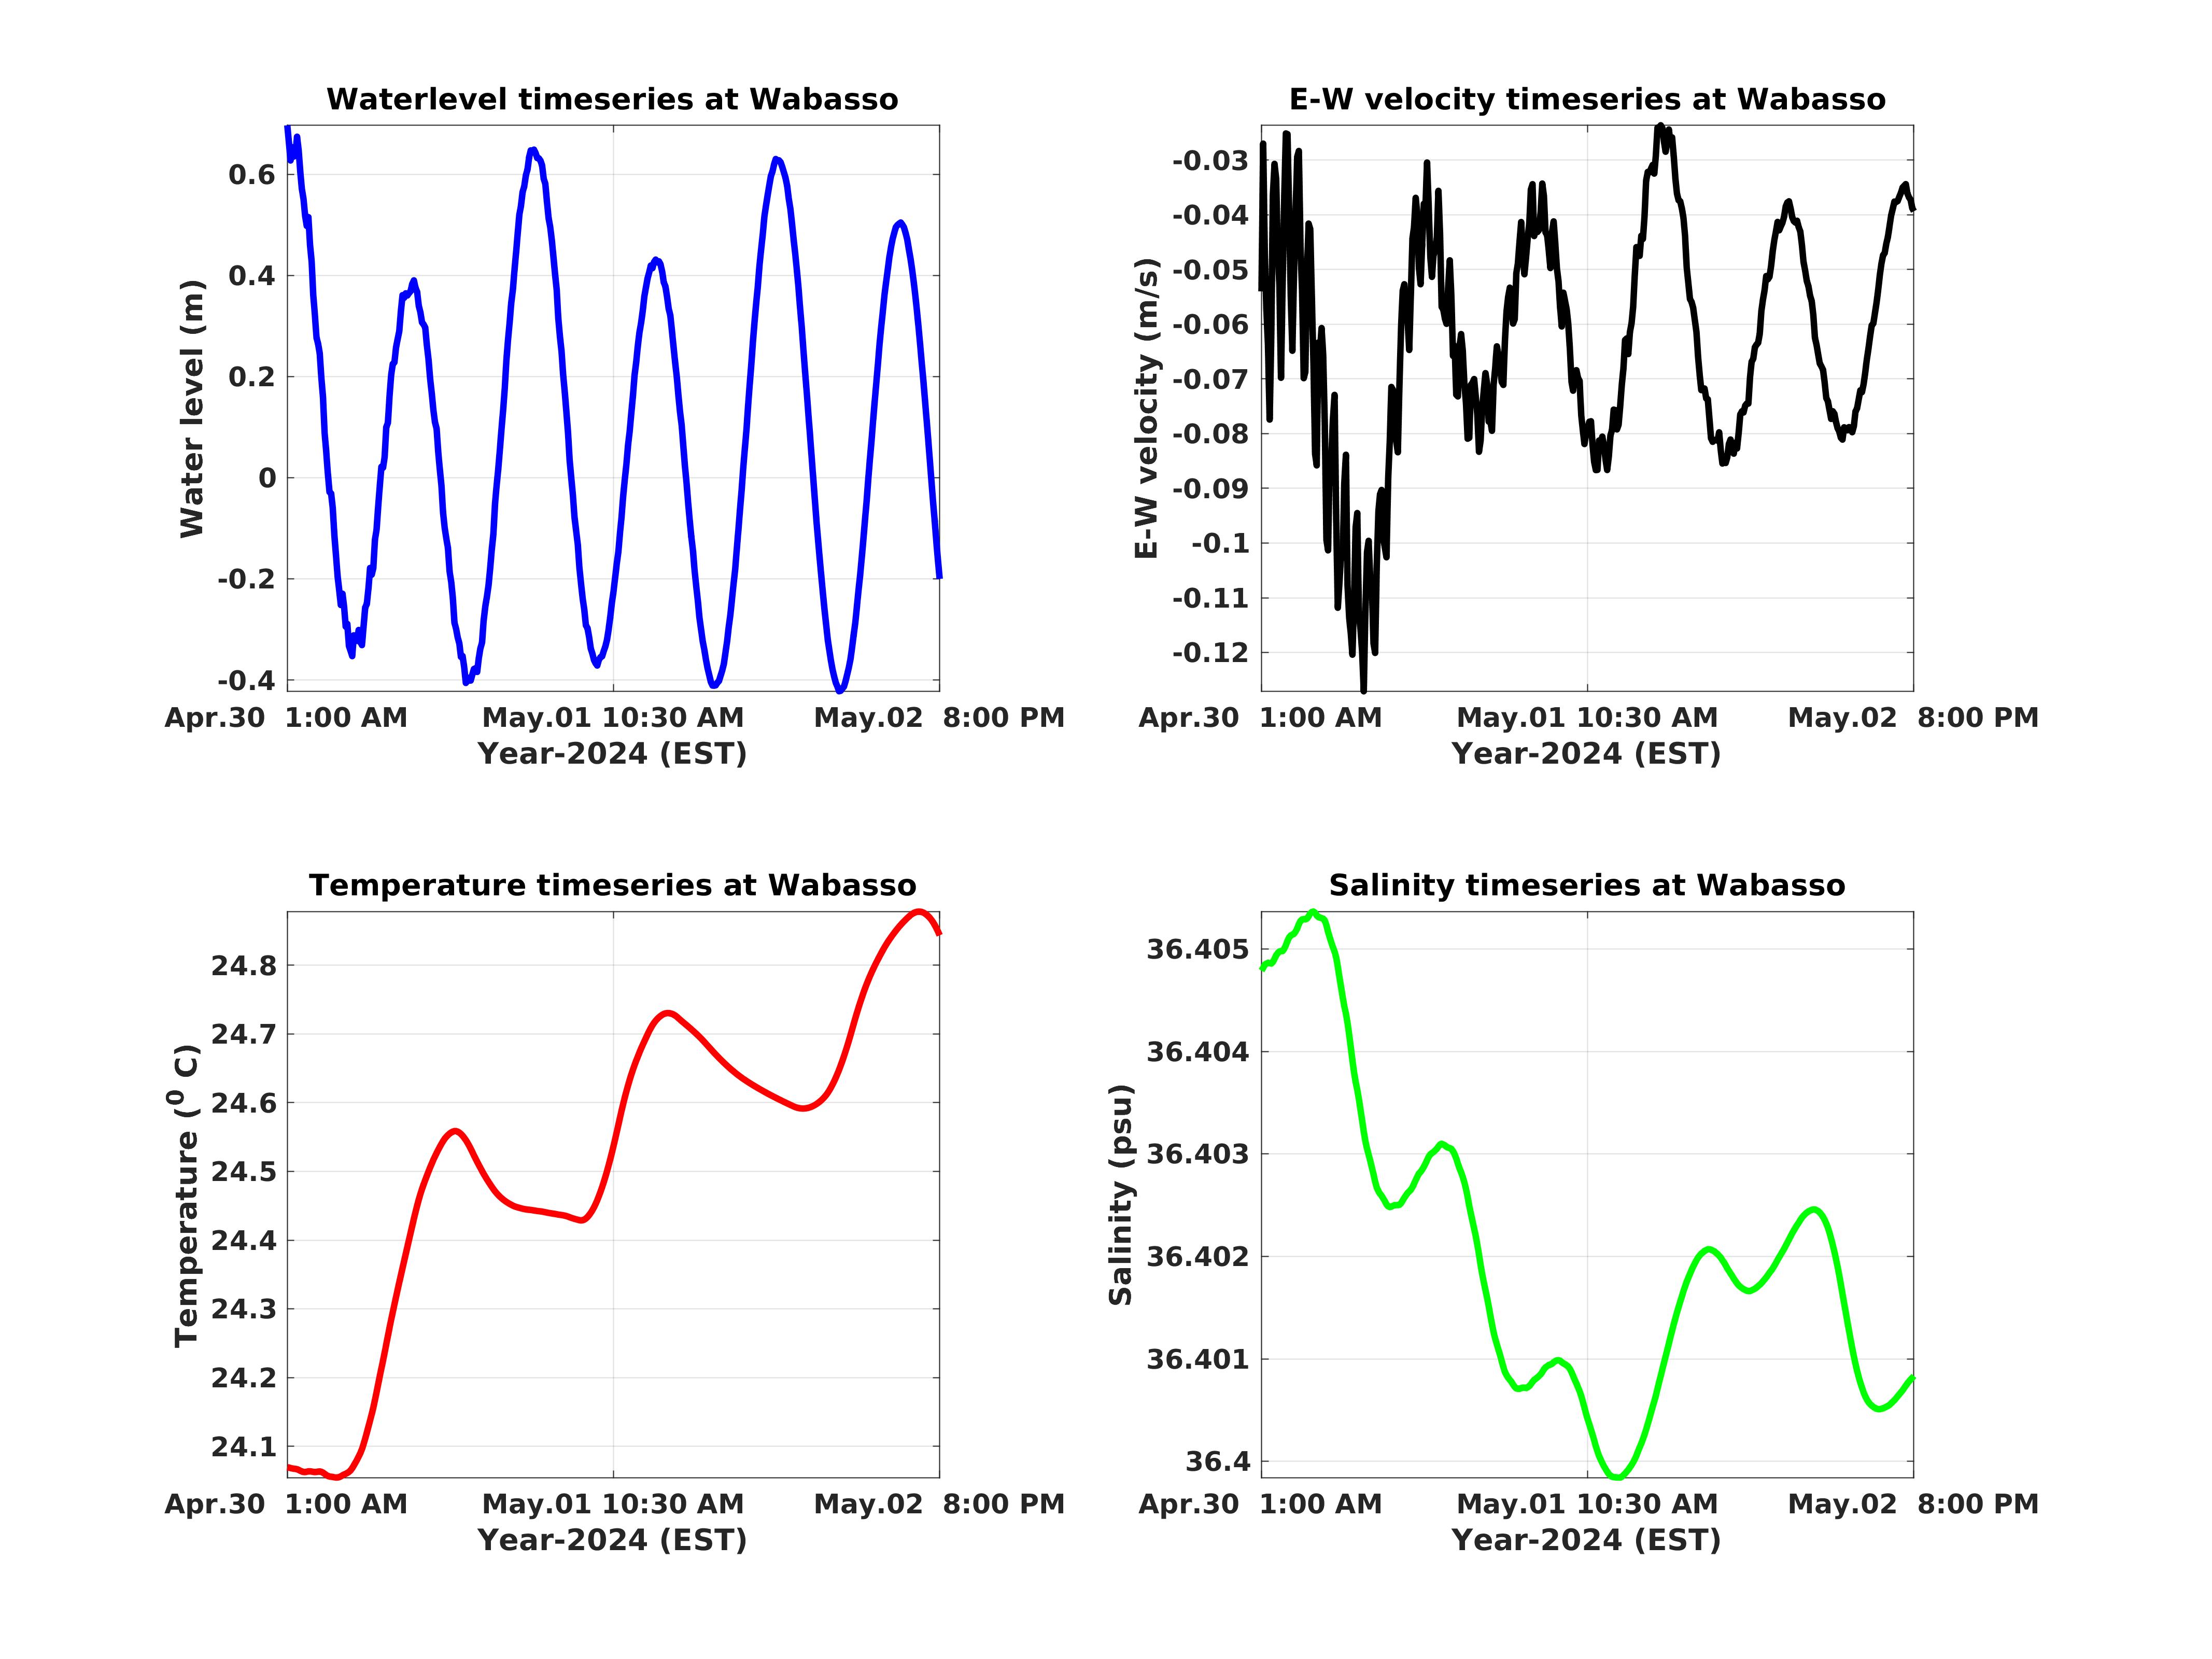 Waterlevel timeseries at Wabasso
0.6
0.4
0.2
0
-0.2
-0.4
Water level (m)
Apr.30 1:00 AM May.01 10:30 AM May.02 8:00 PM
Year-2024 (EST)
E-W velocity timeseries at Wabasso
-0.03
-0.04
-0.05
-0.06
-0.07
-0.08
-0.09
-0.1
-0.11
-0.12
E-W velocity (m/s)
Apr.30 1:00 AM May.01 10:30 AM May.02 8:00 PM
Year-2024 (EST)
Temperature timeseries at Wabasso
24.8
24.7
24.6
24.5
24.4
24.3
24.2
24.1
Temperature (⁰ C)
Apr.30 1:00 AM May.01 10:30 AM May.02 8:00 PM
Year-2024 (EST)
Salinity timeseries at Wabasso
36.405
36.404
36.403
36.402
36.401
36.4
Salinity (psu)
Apr.30 1:00 AM May.01 10:30 AM May.02 8:00 PM
Year-2024 (EST)